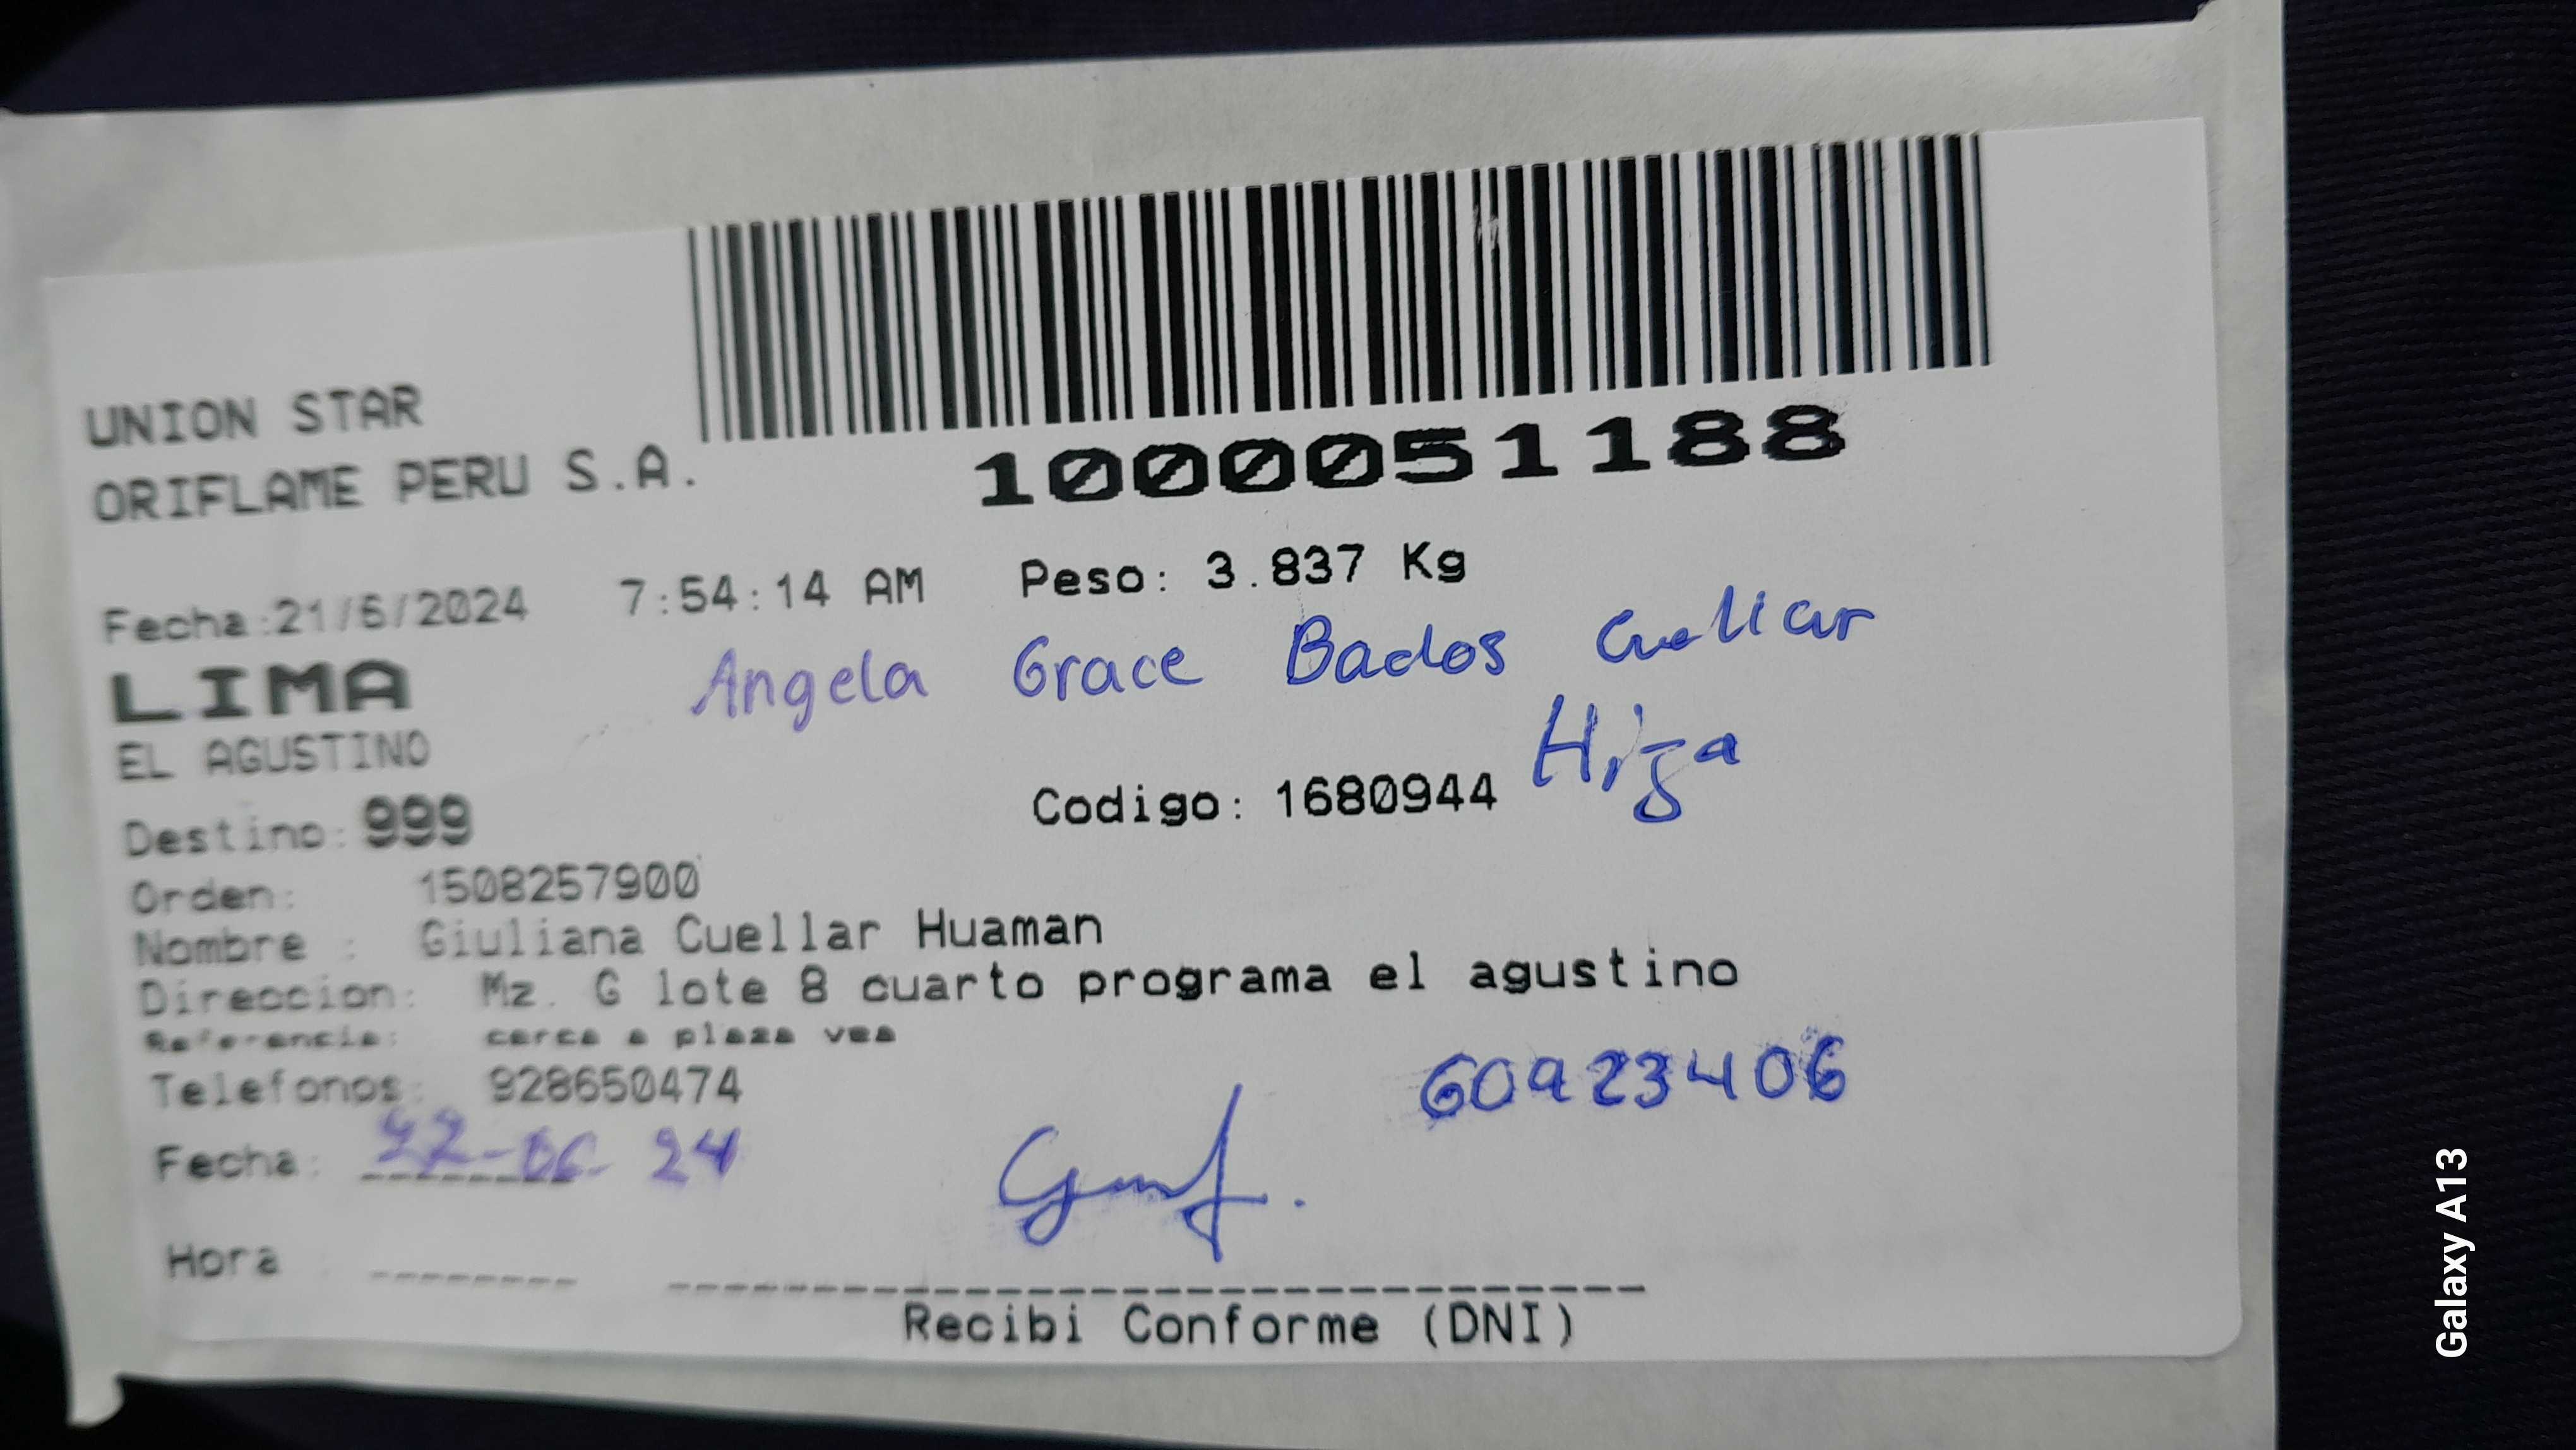 UNION STAR
ORIFLAME PERU S.A.
1000051188
Fecha:21/6/2024 7:54:14 AM Peso: 3.837 Kg
LIMA
Angela Grace Bados Cuellar
EL AGUSTINO
Hiza
Destino: 999
Codigo: 1680944
Orden: 1508257900
Nombre : Giuliana Cuellar Huaman
Direccion: Mz. G lote 8 cuarto programa el agustino
Referencia: cerca a plaza vea
Telefonos: 928650474
60923406
Fecha: 22-06-24
Hora
Recibi Conforme (DNI)
Galaxy A13